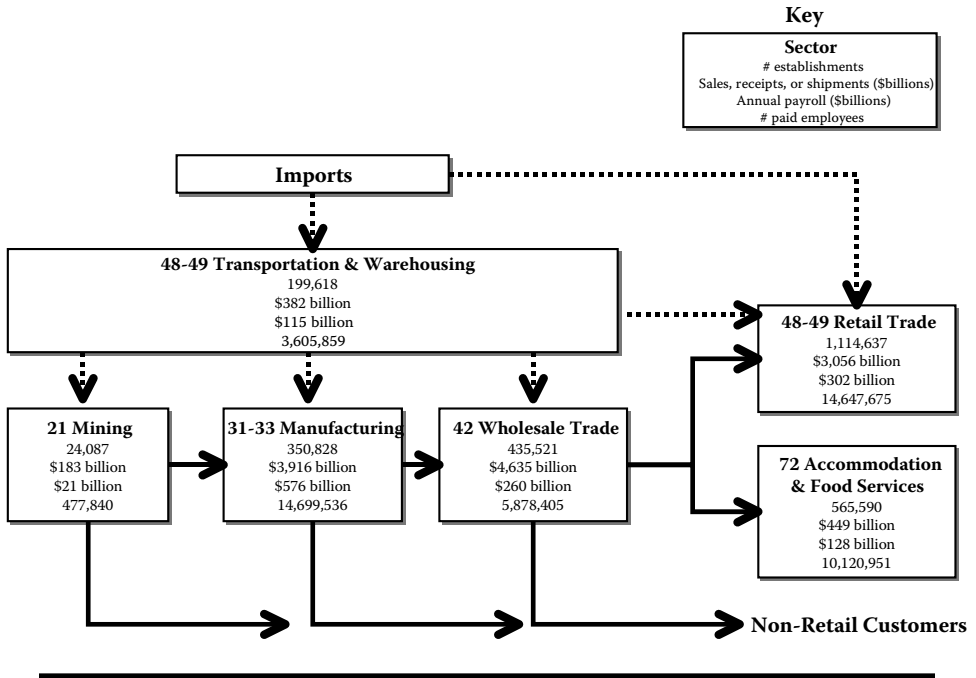 Key
Sector
# establishments
Sales, receipts, or shipments ($billions)
Annual payroll ($billions)
# paid employees
Imports
48-49 Transportation & Warehousing
199,618
$382 billion
$115 billion
3,605,859
48-49 Retail Trade
1,114,637
$3,056 billion
$302 billion
14,647,675
21 Mining
24,087
$183 billion
$21 billion
477,840
31-33 Manufacturing
350,828
$3,916 billion
$576 billion
14,699,536
42 Wholesale Trade
435,521
$4,635 billion
$260 billion
5,878,405
72 Accommodation
& Food Services
565,590
$449 billion
$128 billion
10,120,951
Non-Retail Customers